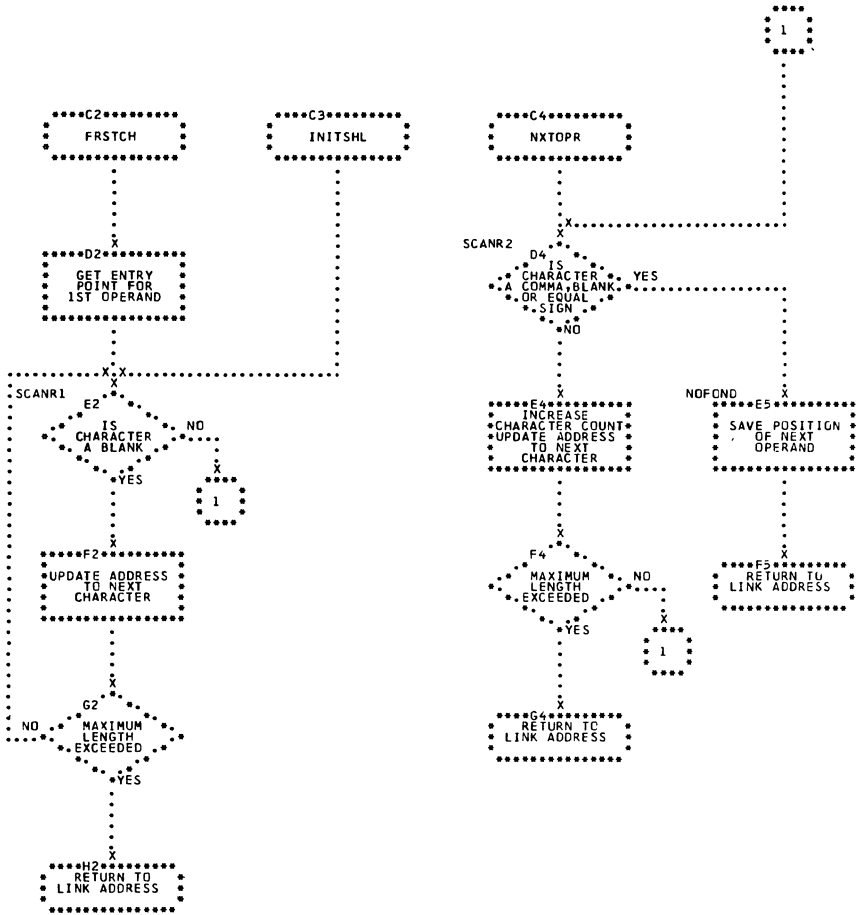 1
C2
FRSTCH
C3
INITSHL
C4
NXTOPR
X
X
X
SCANR2
D2
GET ENTRY
POINT FOR
1ST OPERAND
D4
IS
CHARACTER
A COMMA,BLANK
OR EQUAL
SIGN
YES
NO
X X
X
SCANR1
E2
IS
CHARACTER
A BLANK
NO
YES
X
1
X
E4
INCREASE
CHARACTER COUNT
UPDATE ADDRESS
TO NEXT
CHARACTER
X
NOFOND
E5
SAVE POSITION
OF NEXT
OPERAND
X
F2
UPDATE ADDRESS
TO NEXT
CHARACTER
X
F4
MAXIMUM
LENGTH
EXCEEDED
NO
YES
X
1
X
F5
RETURN TO
LINK ADDRESS
X
G2
NO
MAXIMUM
LENGTH
EXCEEDED
YES
X
G4
RETURN TO
LINK ADDRESS
X
H2
RETURN TO
LINK ADDRESS